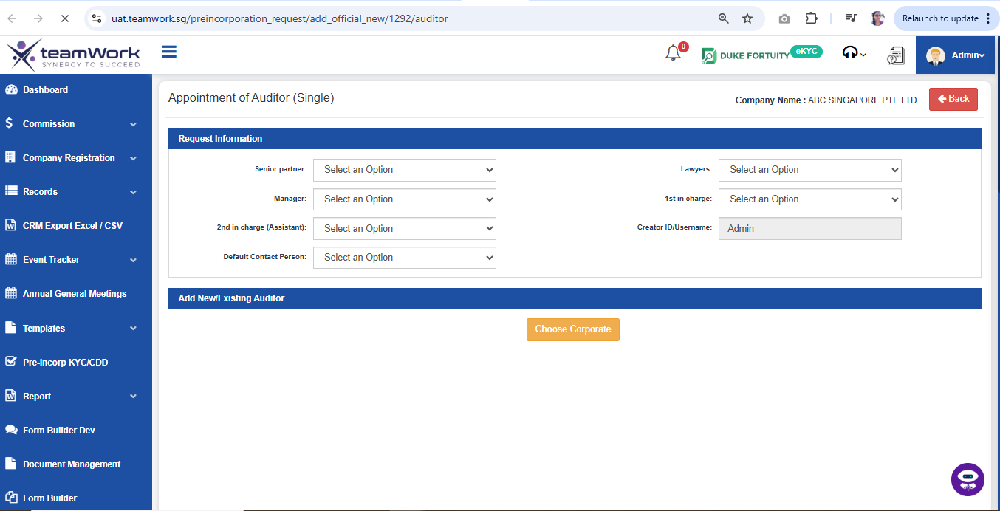 uat.teamwork.sg/preincorporation_request/add_official_new/1292/auditor
Relaunch to update
teamWork
SYNERGY TO SUCCEED
0
DUKE FORTUITY eKYC
Admin
Dashboard
Commission
Company Registration
Records
CRM Export Excel / CSV
Event Tracker
Annual General Meetings
Templates
Pre-Incorp KYC/CDD
Report
Form Builder Dev
Document Management
Form Builder
Appointment of Auditor (Single)
Company Name : ABC SINGAPORE PTE LTD
Back
Request Information
Senior partner: Select an Option
Lawyers: Select an Option
Manager: Select an Option
1st in charge: Select an Option
2nd in charge (Assistant): Select an Option
Creator ID/Username: Admin
Default Contact Person: Select an Option
Add New/Existing Auditor
Choose Corporate